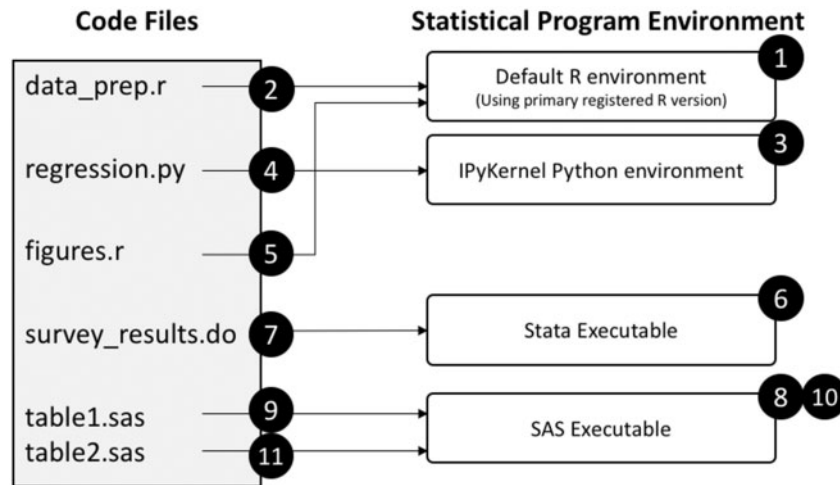 Code Files
Statistical Program Environment
1
data_prep.r
2
Default R environment
(Using primary registered R version)
3
regression.py
4
IPyKernel Python environment
figures.r
5
6
survey_results.do
7
Stata Executable
8
10
table1.sas
9
SAS Executable
table2.sas
11